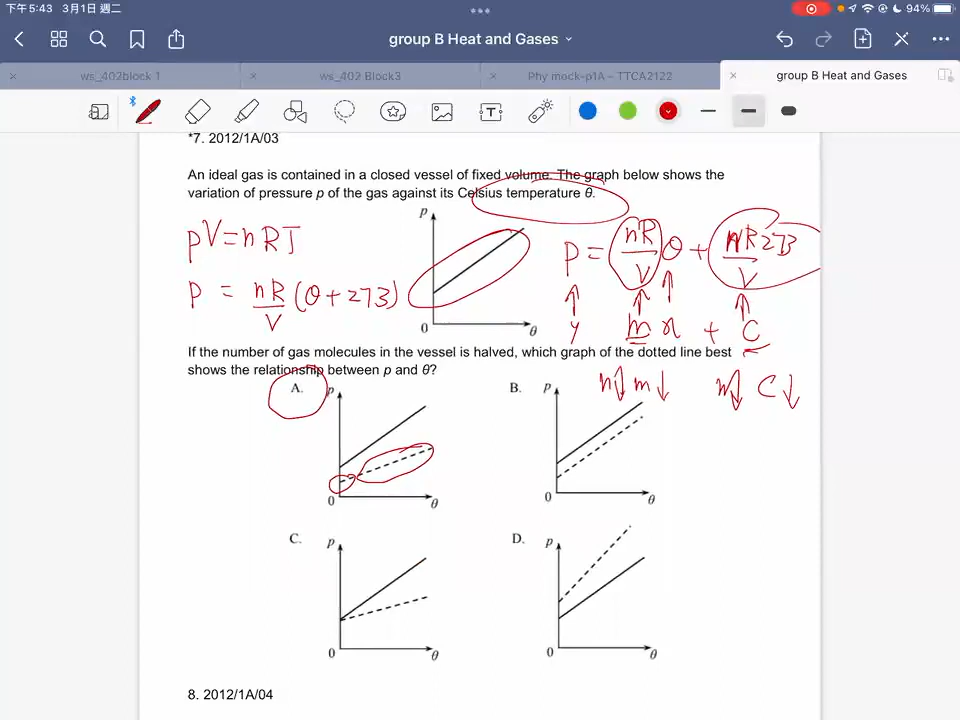 下午5:43 3月1日 週二
94%
group B Heat and Gases
ws_402block 1
ws_402 Block3
Phy mock-p1A – TTCA2122
group B Heat and Gases
*7. 2012/1A/03
An ideal gas is contained in a closed vessel of fixed volume. The graph below shows the
variation of pressure p of the gas against its Celsius temperature θ.
p
0
θ
pV=nRT
P = nR/V (θ+273)
P = nR/V θ + nR273/V
y m x + C
If the number of gas molecules in the vessel is halved, which graph of the dotted line best
shows the relationship between p and θ?
n↓ m↓ n↓ C↓
A.
p
0
θ
B.
p
0
θ
C.
p
0
θ
D.
p
0
θ
8. 2012/1A/04